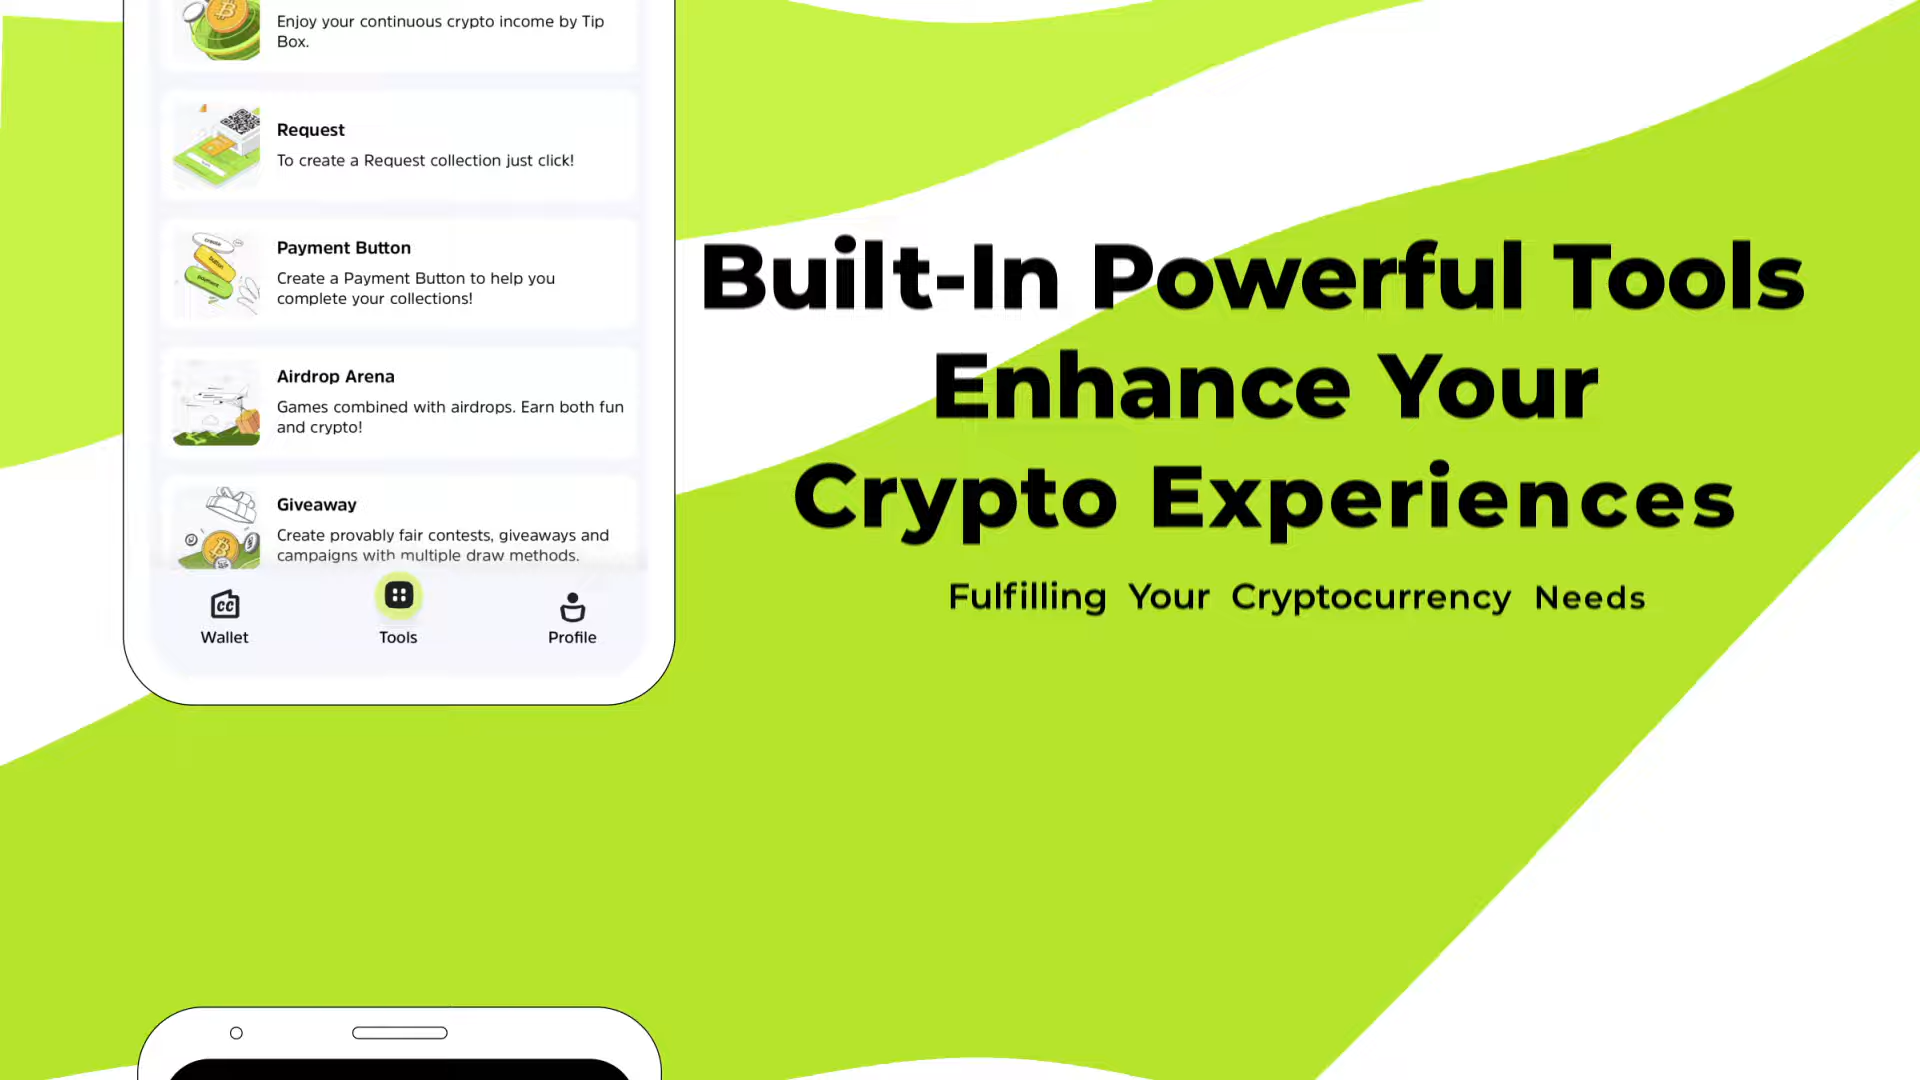 Enjoy your continuous crypto income by Tip
Box.
Request
To create a Request collection just click!
Payment Button
Create a Payment Button to help you
complete your collections!
Airdrop Arena
Games combined with airdrops. Earn both fun
and crypto!
Giveaway
Create provably fair contests, giveaways and
campaigns with multiple draw methods.
cc
Wallet
Tools
Profile
Built-In Powerful Tools
Enhance Your
Crypto Experiences
Fulfilling Your Cryptocurrency Needs